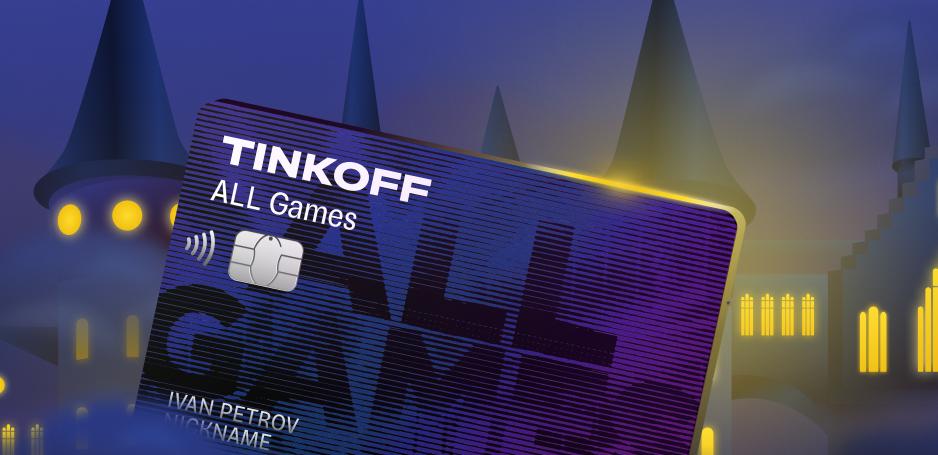 TINKOFF
ALL Games
ALL
GAMES
IVAN PETROV
NICKNAME